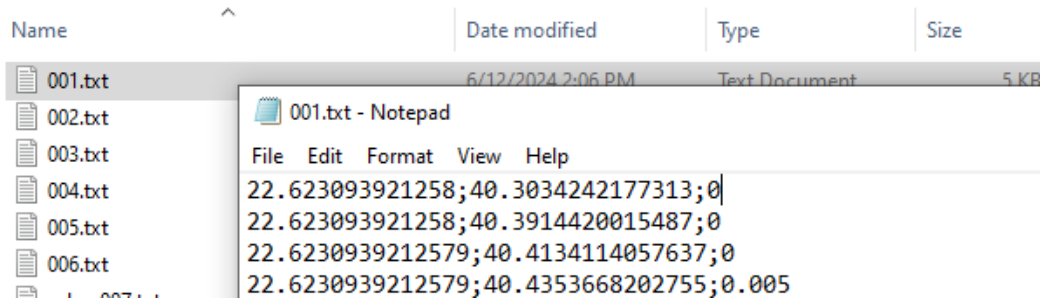 Name Date modified Type Size
001.txt 6/12/2024 2:06 PM Text Document 5 KB
002.txt
003.txt
004.txt
005.txt
006.txt
001.txt - Notepad
File Edit Format View Help
22.623093921258;40.3034242177313;0
22.623093921258;40.3914420015487;0
22.6230939212579;40.4134114057637;0
22.6230939212579;40.4353668202755;0.005